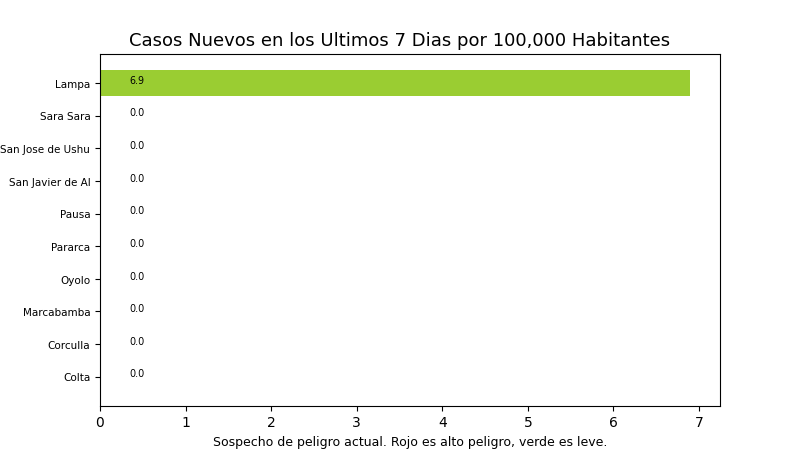 Casos Nuevos en los Ultimos 7 Dias por 100,000 Habitantes
Lampa 6.9
Sara Sara 0.0
San Jose de Ushu 0.0
San Javier de Al 0.0
Pausa 0.0
Pararca 0.0
Oyolo 0.0
Marcabamba 0.0
Corculla 0.0
Colta 0.0
0 1 2 3 4 5 6 7
Sospecho de peligro actual. Rojo es alto peligro, verde es leve.